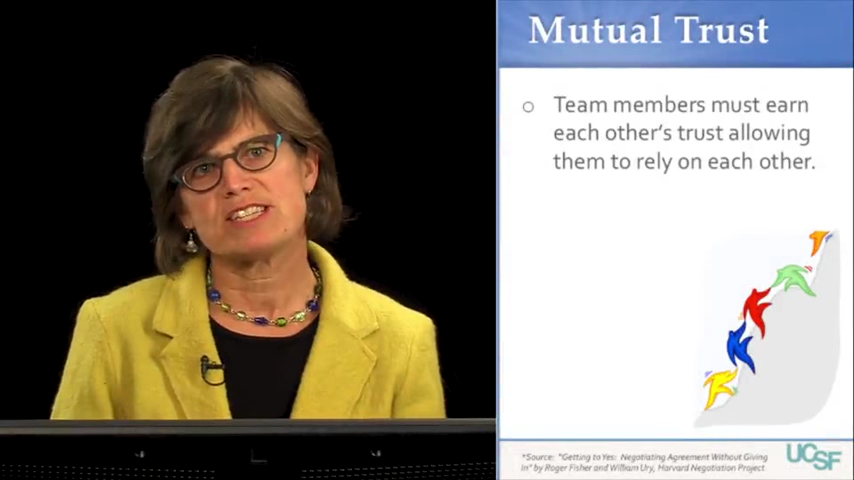 Mutual Trust
○ Team members must earn
each other's trust allowing
them to rely on each other.
*Source: "Getting to Yes: Negotiating Agreement Without Giving
In" by Roger Fisher and William Ury, Harvard Negotiation Project
UCSF